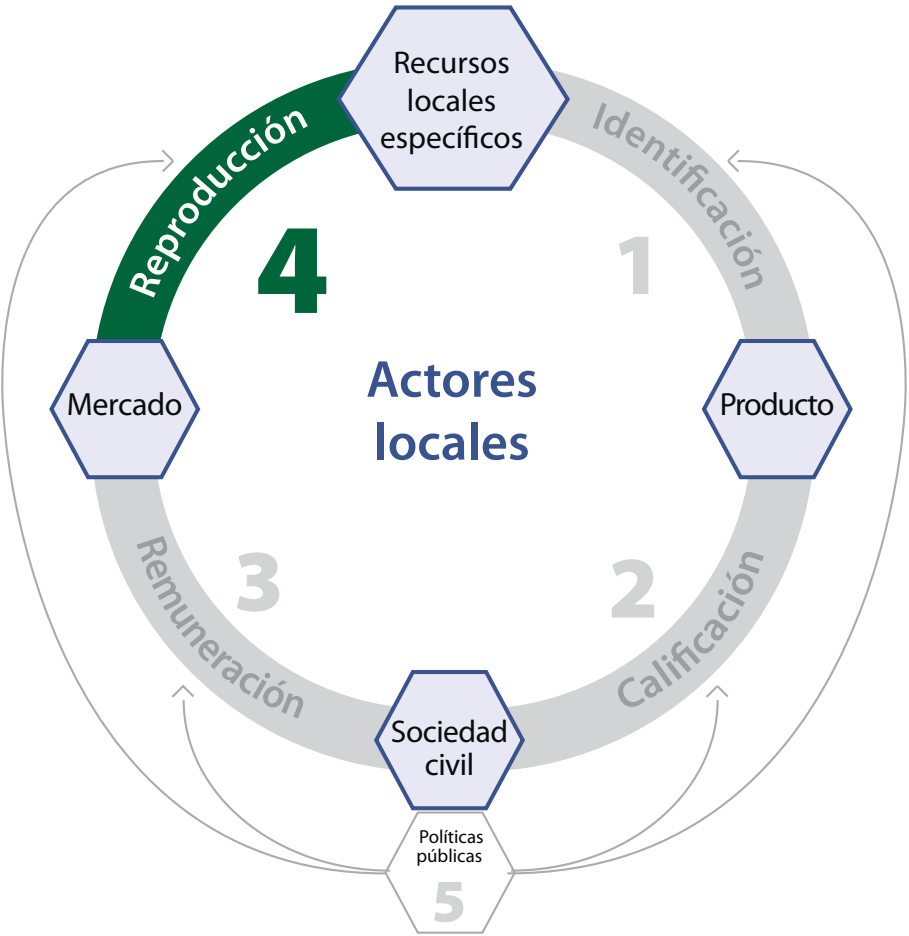 Recursos
locales
específicos
Identificación
1
Producto
Calificación
2
Sociedad
civil
Remuneración
3
Mercado
Reproducción
4
Actores
locales
Políticas
públicas
5